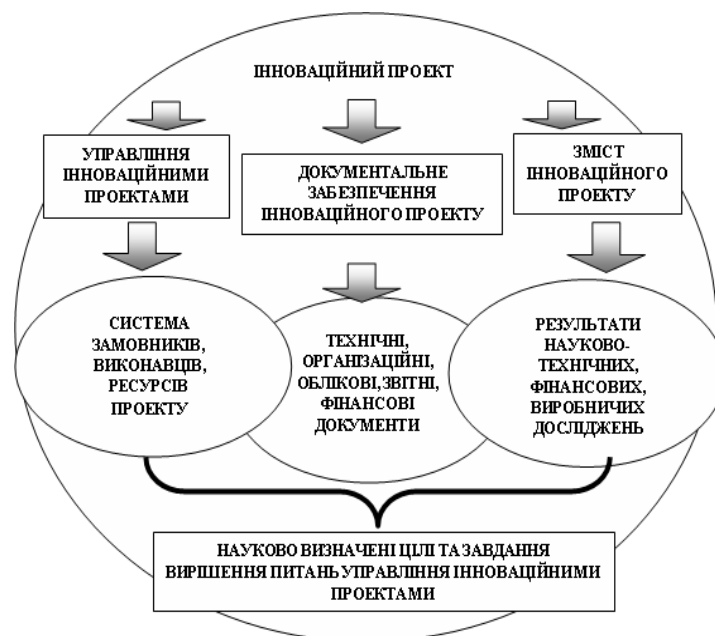 ІННОВАЦІЙНИЙ ПРОЕКТ
УПРАВЛІННЯ
ІННОВАЦІЙНИМИ
ПРОЕКТАМИ
ДОКУМЕНТАЛЬНЕ
ЗАБЕЗПЕЧЕННЯ
ІННОВАЦІЙНОГО ПРОЕКТУ
ЗМІСТ
ІННОВАЦІЙНОГО
ПРОЕКТУ
СИСТЕМА
ЗАМОВНИКІВ,
ВИКОНАВЦІВ,
РЕСУРСІВ
ПРОЕКТУ
ТЕХНІЧНІ,
ОРГАНІЗАЦІЙНІ,
ОБЛІКОВІ, ЗВІТНІ,
ФІНАНСОВІ
ДОКУМЕНТИ
РЕЗУЛЬТАТИ
НАУКОВО-
ТЕХНІЧНИХ,
ФІНАНСОВИХ,
ВИРОБНИЧИХ
ДОСЛІДЖЕНЬ
НАУКОВО ВИЗНАЧЕНІ ЦІЛІ ТА ЗАВДАННЯ
ВИРІШЕННЯ ПИТАНЬ УПРАВЛІННЯ ІННОВАЦІЙНИМИ
ПРОЕКТАМИ